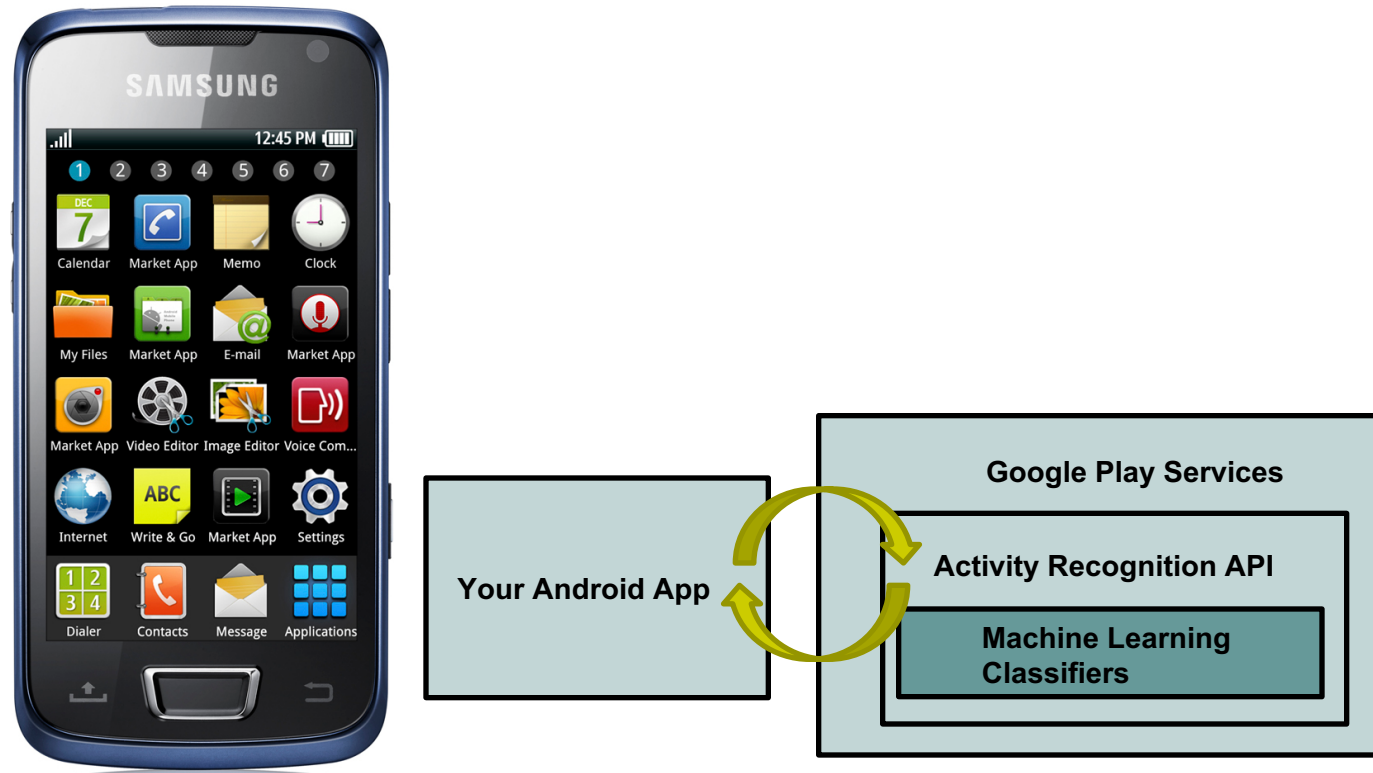 SAMSUNG
12:45 PM
1 2 3 4 5 6 7
DEC
7
Calendar Market App Memo Clock
My Files Market App E-mail Market App
Market App Video Editor Image Editor Voice Com...
ABC
Internet Write & Go Market App Settings
1 2
3 4
Dialer Contacts Message Applications
Your Android App
Google Play Services
Activity Recognition API
Machine Learning
Classifiers